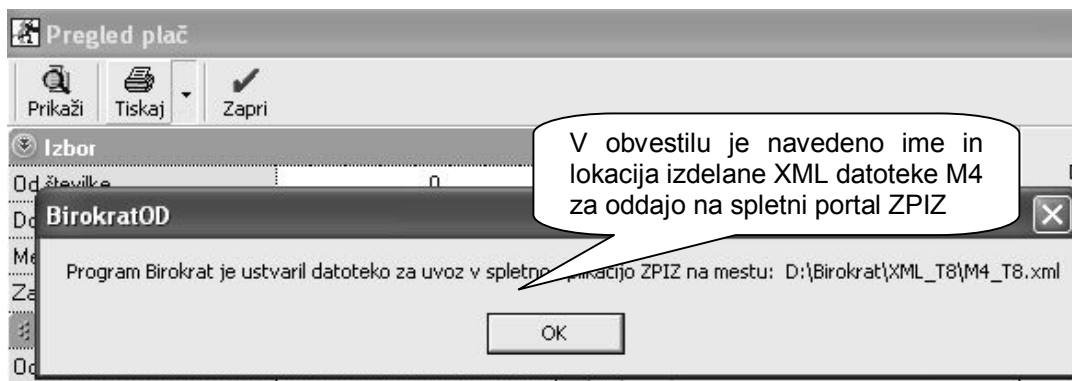 Pregled plač
Prikaži Tiskaj Zapri
Izbor
V obvestilu je navedeno ime in
lokacija izdelane XML datoteke M4
za oddajo na spletni portal ZPIZ
Od številke 0
BirokratOD
Program Birokrat je ustvaril datoteko za uvoz v spletno aplikacijo ZPIZ na mestu: D:\Birokrat\XML_T8\M4_T8.xml
OK